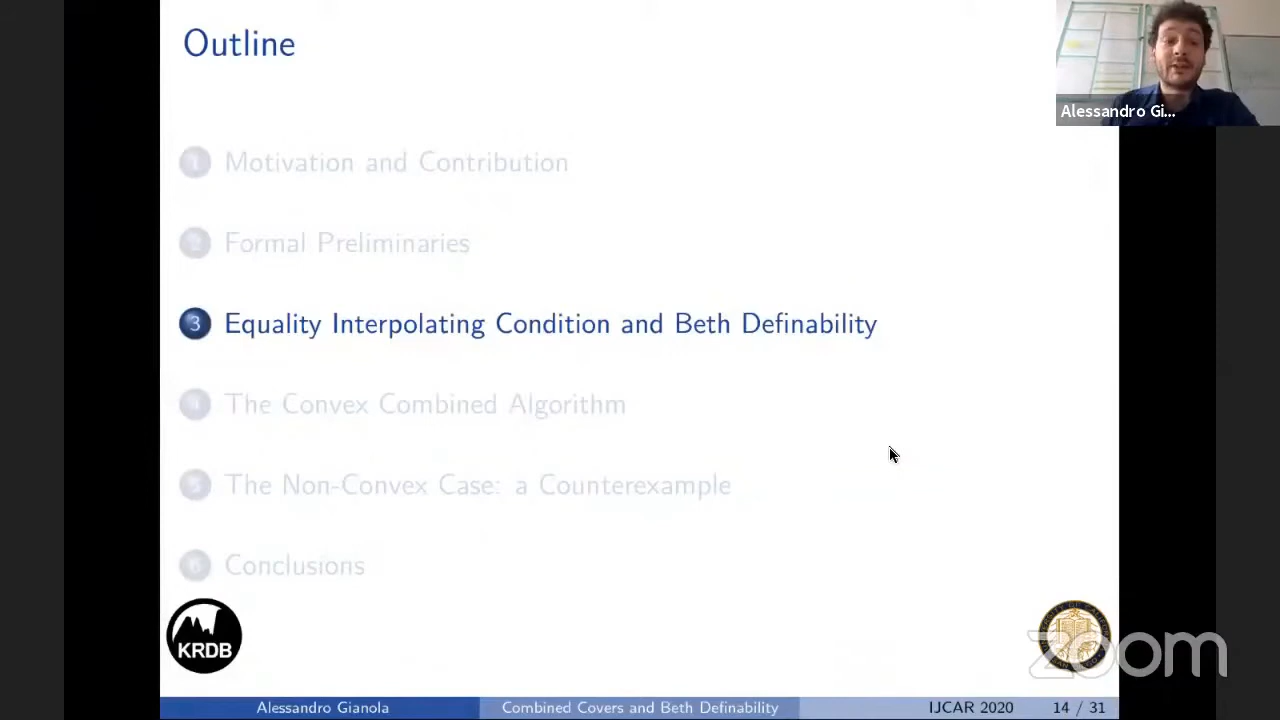 Outline
Alessandro Gi...
1 Motivation and Contribution
2 Formal Preliminaries
3 Equality Interpolating Condition and Beth Definability
4 The Convex Combined Algorithm
5 The Non-Convex Case: a Counterexample
6 Conclusions
KRDB
zoom
Alessandro Gianola
Combined Covers and Beth Definability
IJCAR 2020
14 / 31